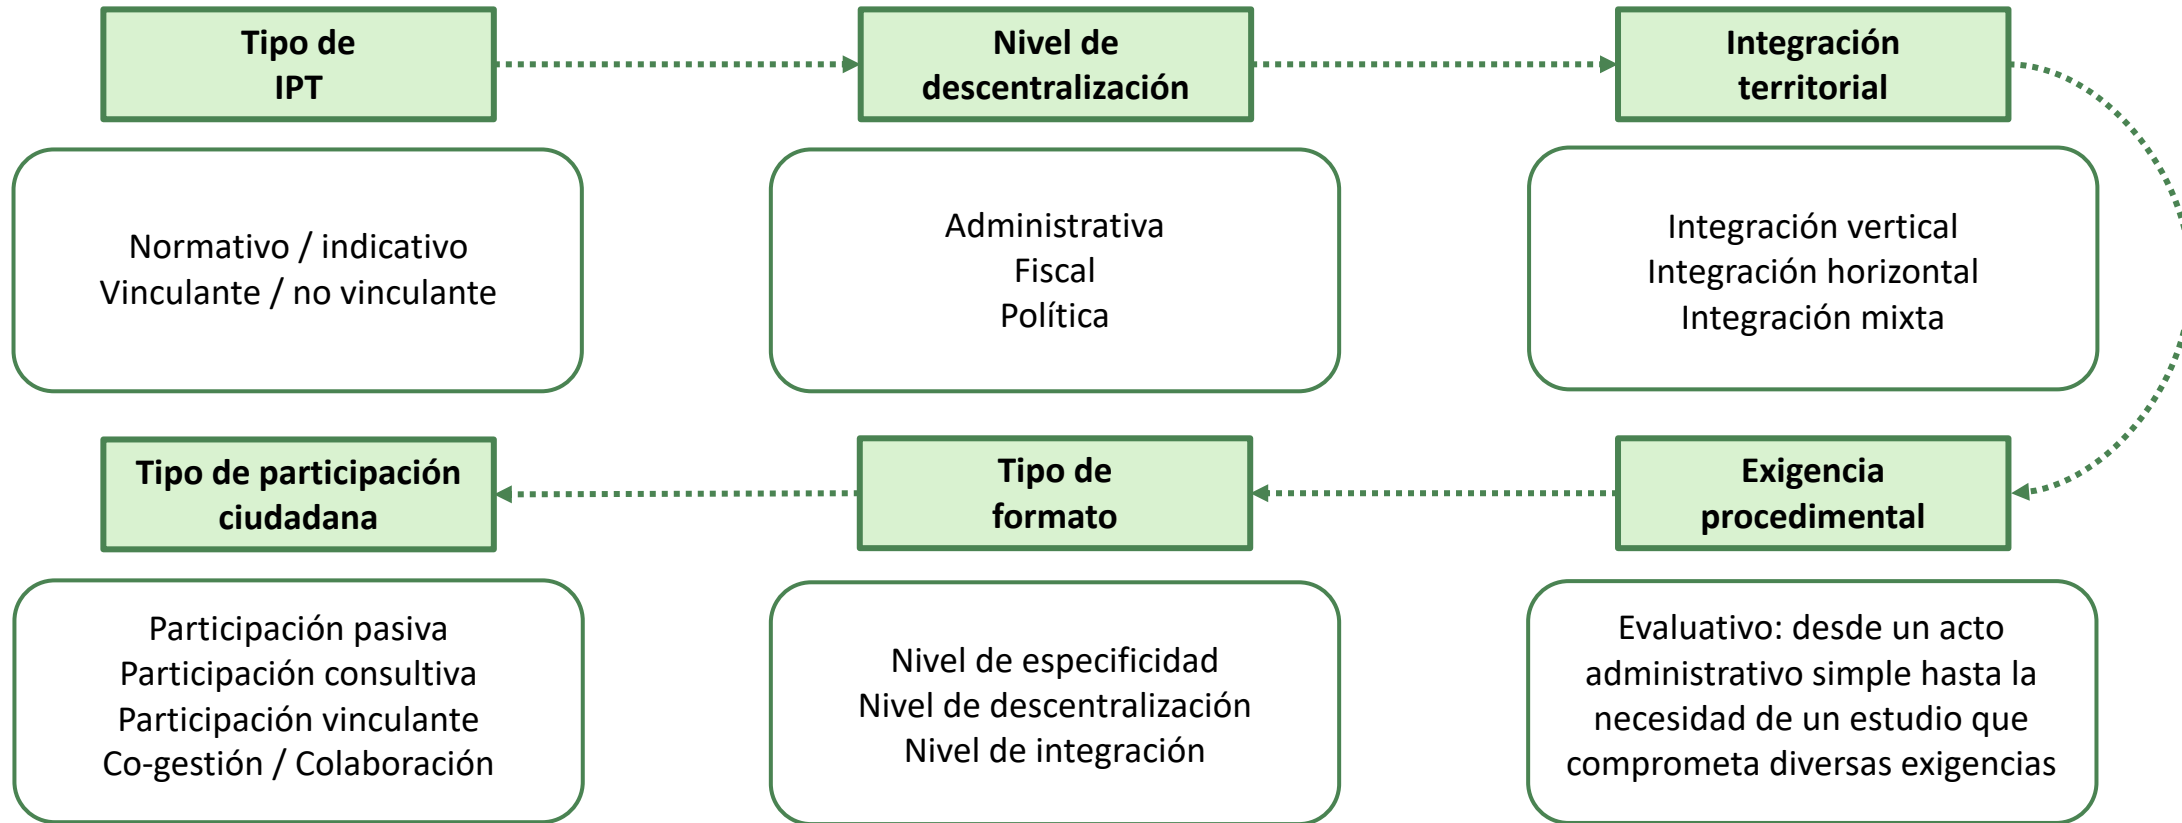 Tipo de
IPT
Nivel de
descentralización
Integración
territorial
Normativo / indicativo
Vinculante / no vinculante
Administrativa
Fiscal
Política
Integración vertical
Integración horizontal
Integración mixta
Tipo de participación
ciudadana
Tipo de
formato
Exigencia
procedimental
Participación pasiva
Participación consultiva
Participación vinculante
Co-gestión / Colaboración
Nivel de especificidad
Nivel de descentralización
Nivel de integración
Evaluativo: desde un acto
administrativo simple hasta la
necesidad de un estudio que
comprometa diversas exigencias